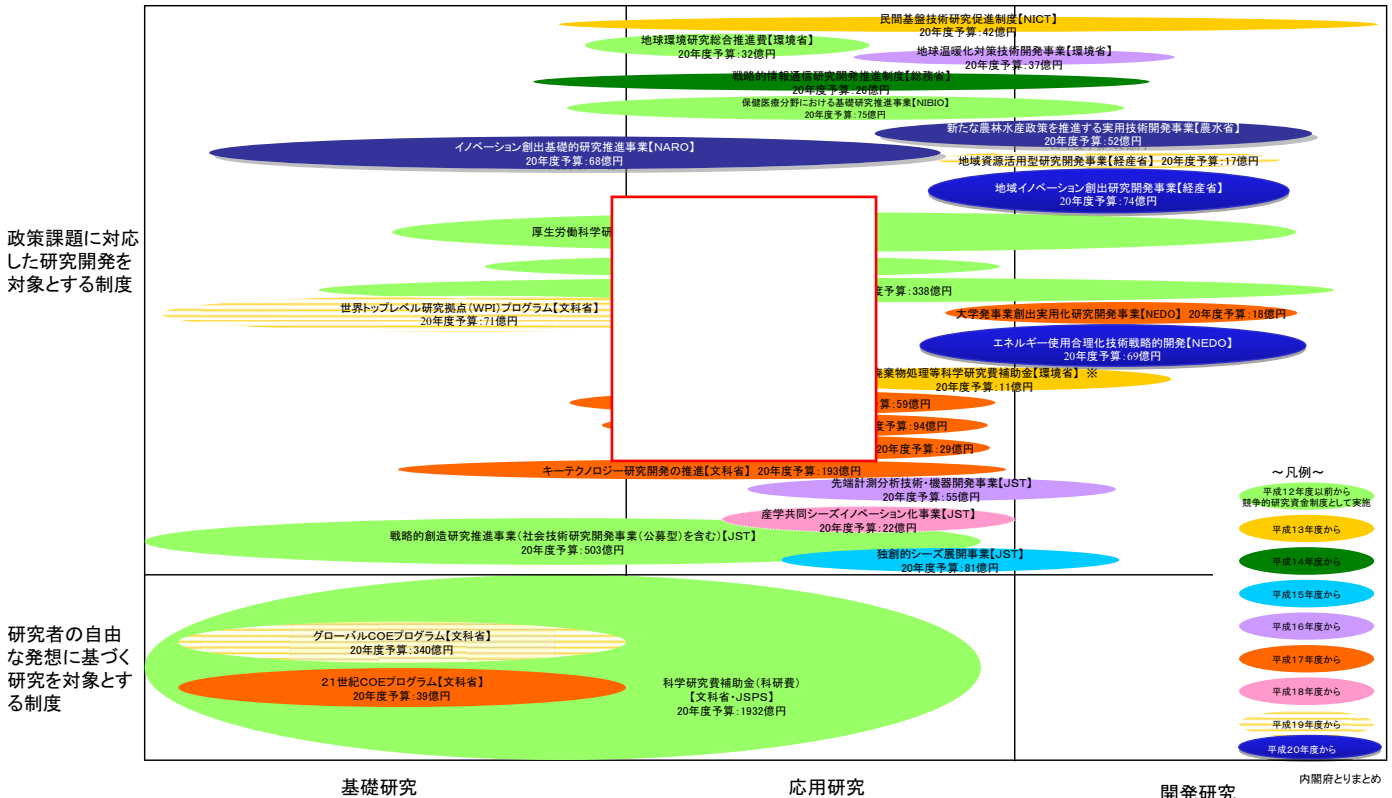 民間基盤技術研究促進制度【NICT】
20年度予算：42億円
地球環境研究総合推進費【環境省】
20年度予算：32億円
地球温暖化対策技術開発事業【環境省】
20年度予算：37億円
戦略的情報通信研究開発推進制度【総務省】
20年度予算：26億円
保健医療分野における基礎研究推進事業【NIBIO】
20年度予算：75億円
新たな農林水産政策を推進する実用技術開発事業【農水省】
20年度予算：52億円
イノベーション創出基礎的研究推進事業【NARO】
20年度予算：68億円
地域資源活用型研究開発事業【経産省】 20年度予算：17億円
地域イノベーション創出研究開発事業【経産省】
20年度予算：74億円
厚生労働科学研
政策課題に対応
した研究開発を
対象とする制度
度予算：338億円
世界トップレベル研究拠点（WPI）プログラム【文科省】
20年度予算：71億円
大学発事業創出実用化研究開発事業【NEDO】 20年度予算：18億円
エネルギー使用合理化技術戦略的開発【NEDO】
20年度予算：69億円
廃棄物処理等科学研究費補助金【環境省】 ※
20年度予算：11億円
算：59億円
度予算：94億円
20年度予算：29億円
キーテクノロジー研究開発の推進【文科省】 20年度予算：193億円
先端計測分析技術・機器開発事業【JST】
20年度予算：55億円
産学共同シーズイノベーション化事業【JST】
20年度予算：22億円
戦略的創造研究推進事業（社会技術研究開発事業（公募型）を含む）【JST】
20年度予算：503億円
独創的シーズ展開事業【JST】
20年度予算：81億円
研究者の自由
な発想に基づく
研究を対象とす
る制度
グローバルCOEプログラム【文科省】
20年度予算：340億円
21世紀COEプログラム【文科省】
20年度予算：39億円
科学研究費補助金（科研費）
【文科省・JSPS】
20年度予算：1932億円
～凡例～
平成12年度以前から
競争的研究資金制度として実施
平成13年度から
平成14年度から
平成15年度から
平成16年度から
平成17年度から
平成18年度から
平成19年度から
平成20年度から
基礎研究
応用研究
開発研究
内閣府とりまとめ